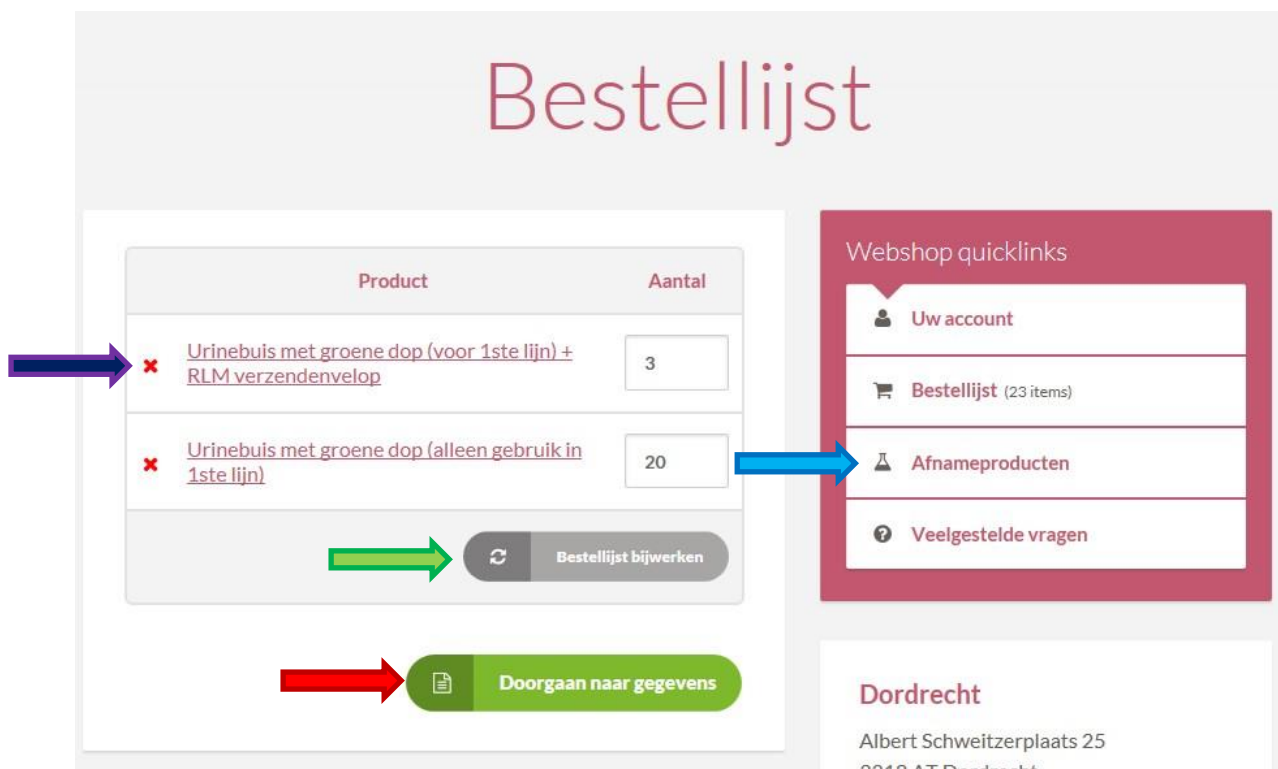 Bestellijst
Product Aantal
Urinebuis met groene dop (voor 1ste lijn) +
RLM verzendenvelop
3
Urinebuis met groene dop (alleen gebruik in
1ste lijn)
20
Bestellijst bijwerken
Doorgaan naar gegevens
Webshop quicklinks
Uw account
Bestellijst (23 items)
Afnameproducten
Veelgestelde vragen
Dordrecht
Albert Schweitzerplaats 25